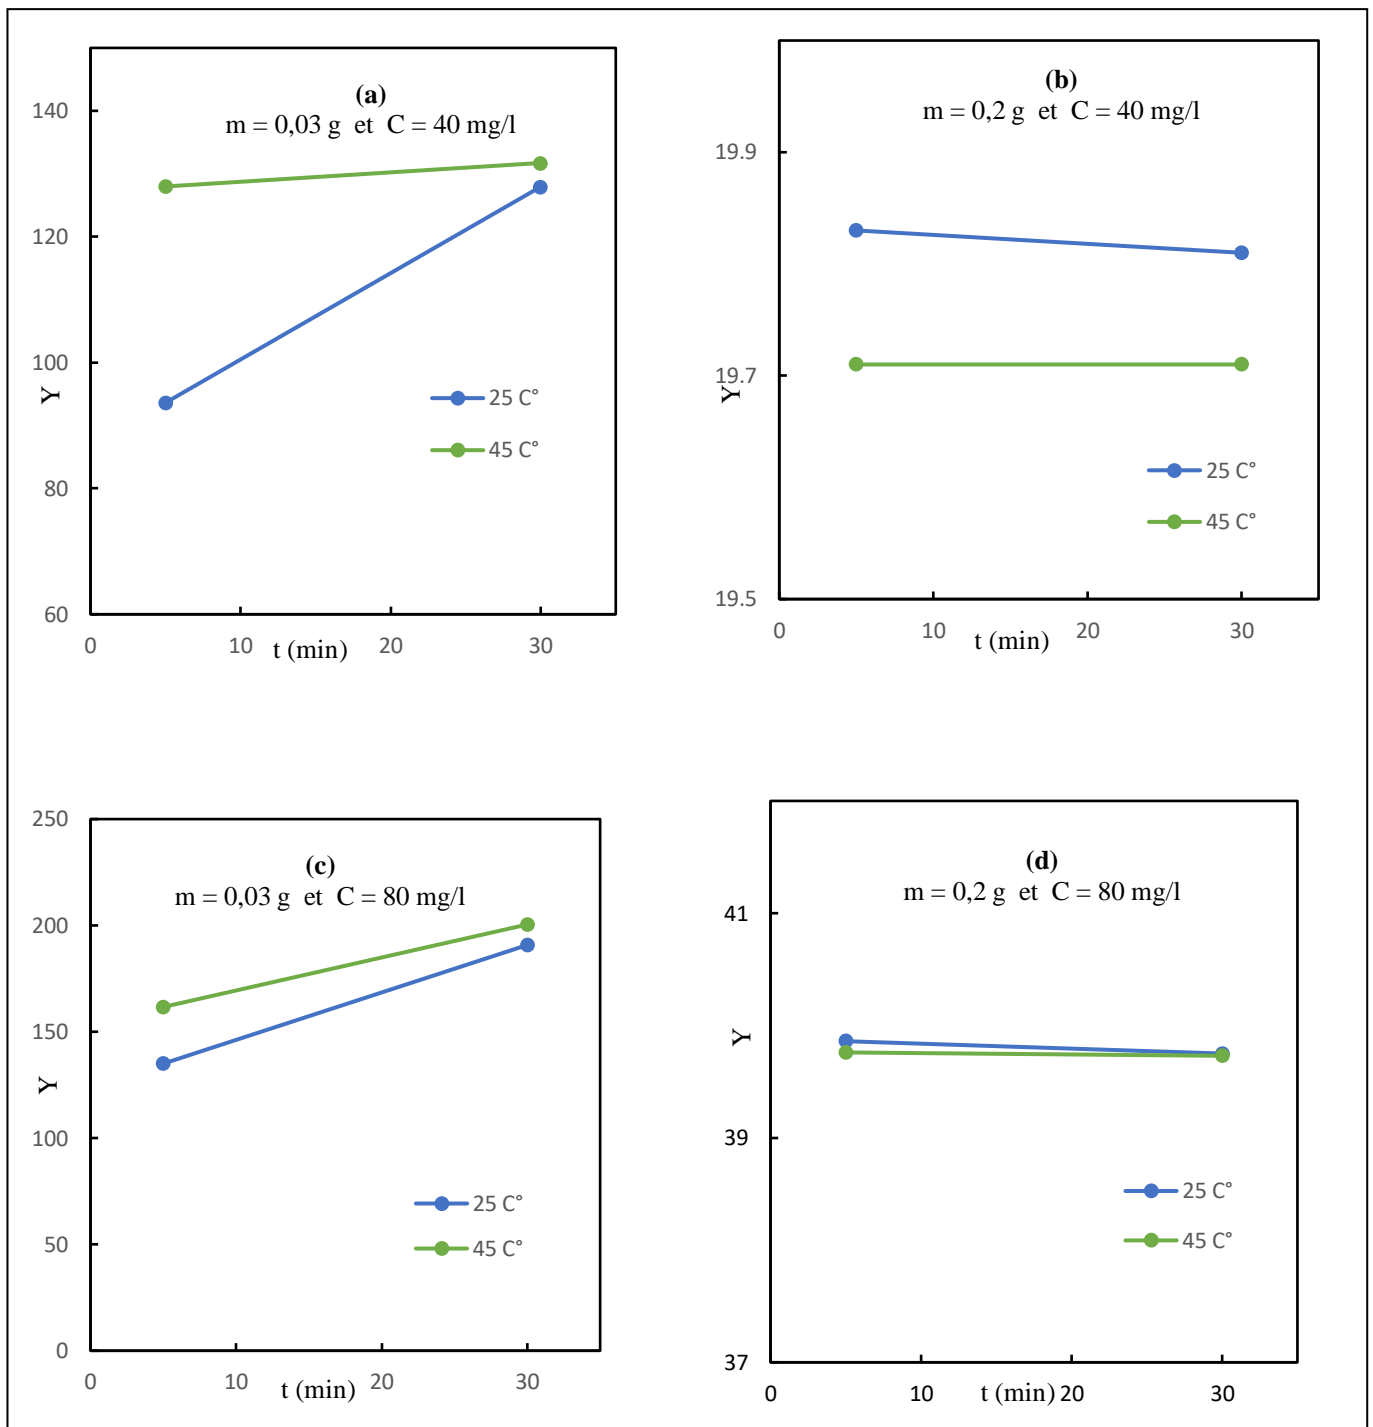 (a)
m = 0,03 g et C = 40 mg/l
140
120
100
80
60
Y
25 C°
45 C°
0
10
20
30
t (min)
(b)
m = 0,2 g et C = 40 mg/l
19.9
19.7
19.5
Y
25 C°
45 C°
0
10
20
30
t (min)
(c)
m = 0,03 g et C = 80 mg/l
250
200
150
100
50
0
Y
25 C°
45 C°
0
10
20
30
t (min)
(d)
m = 0,2 g et C = 80 mg/l
41
39
37
Y
25 C°
45 C°
0
10
20
30
t (min)